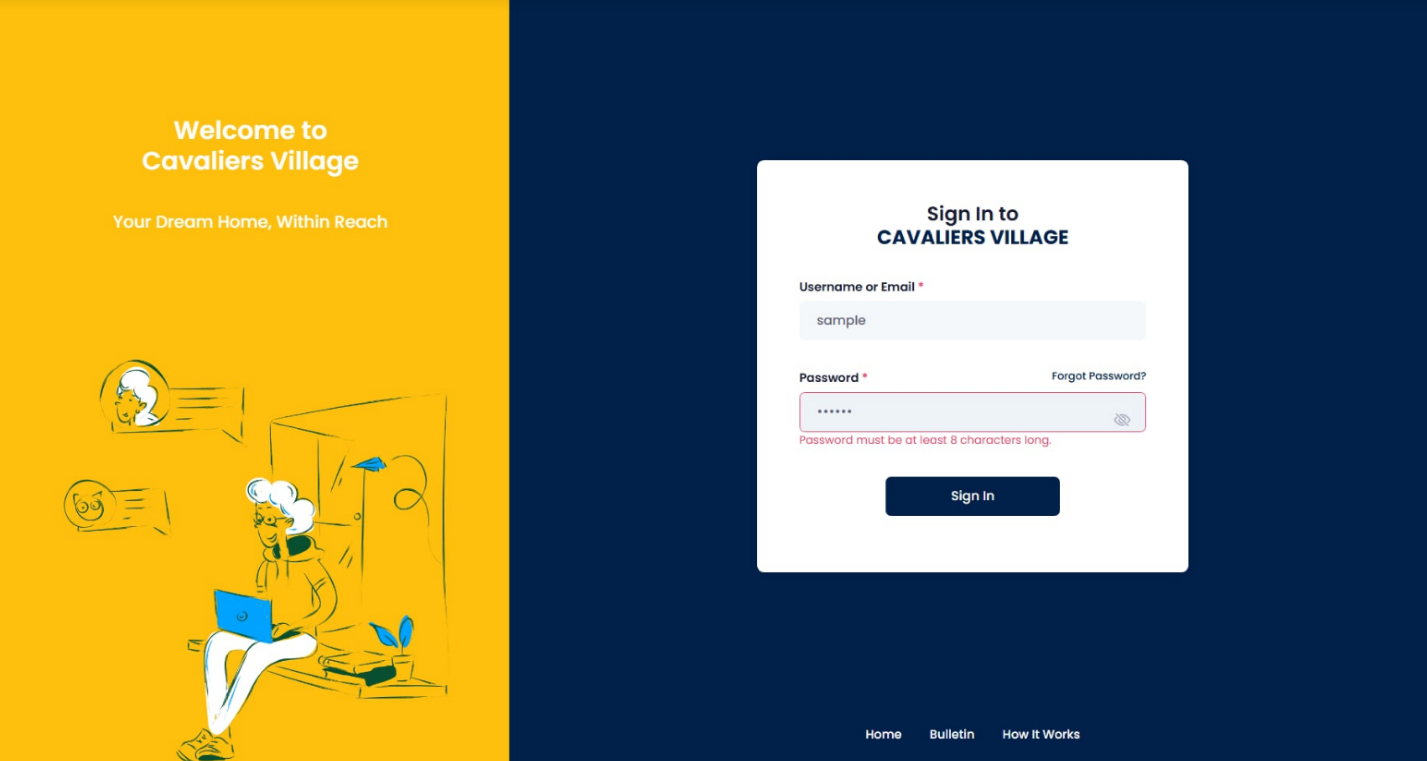 Welcome to
Cavaliers Village
Your Dream Home, Within Reach
Sign In to
CAVALIERS VILLAGE
Username or Email *
sample
Password *
Forgot Password?
••••••
Password must be at least 8 characters long.
Sign In
Home
Bulletin
How It Works